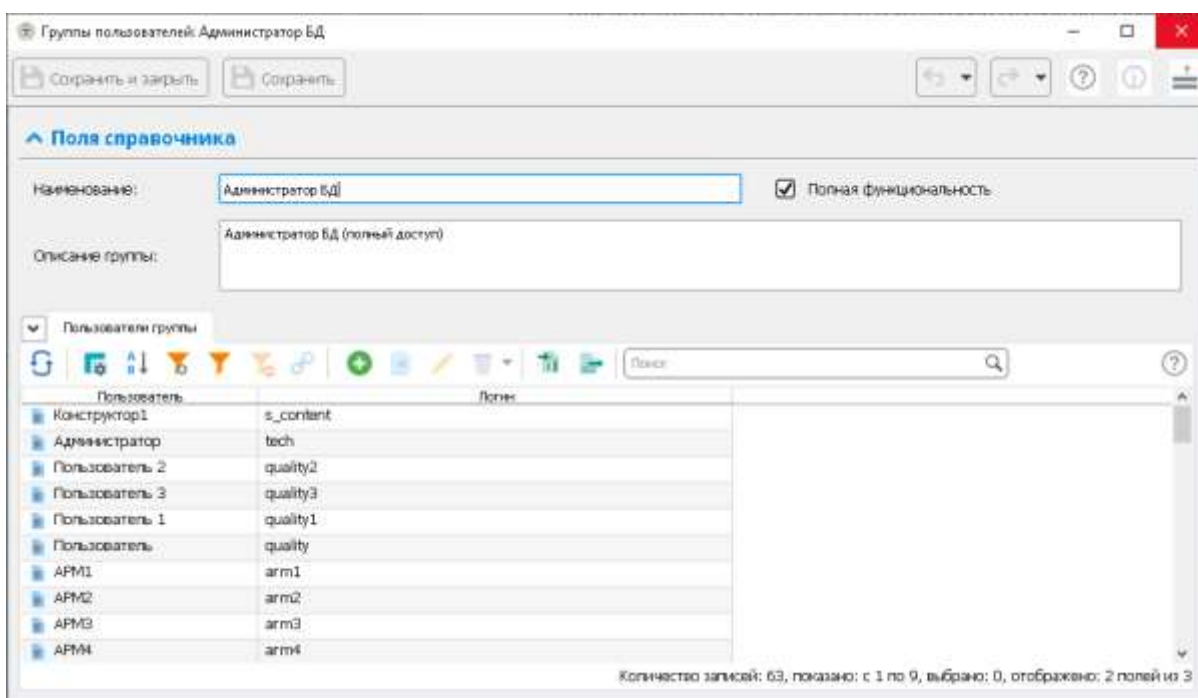 Группы пользователей: Администратор БД
Сохранить и закрыть Сохранить
Поля справочника
Наименование: Администратор БД Полная функциональность
Описание группы: Администратор БД (полный доступ)
Пользователи группы
Поиск
Пользователь Логин
Конструктор1 s_content
Администратор tech
Пользователь 2 quality2
Пользователь 3 quality3
Пользователь 1 quality1
Пользователь quality
АРМ1 arm1
АРМ2 arm2
АРМ3 arm3
АРМ4 arm4
Количество записей: 63, показано: с 1 по 9, выбрано: 0, отображено: 2 полей из 3